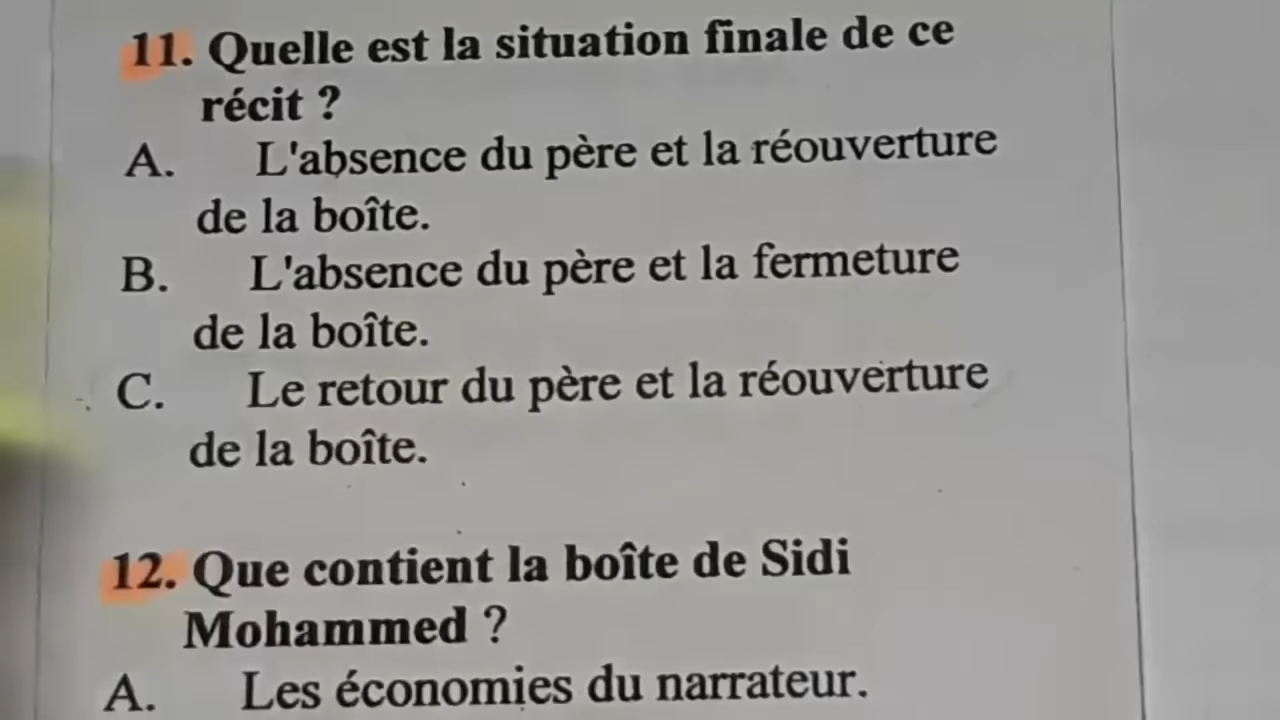 11. Quelle est la situation finale de ce
récit ?
A. L'absence du père et la réouverture
de la boîte.
B. L'absence du père et la fermeture
de la boîte.
C. Le retour du père et la réouverture
de la boîte.
12. Que contient la boîte de Sidi
Mohammed ?
A. Les économies du narrateur.